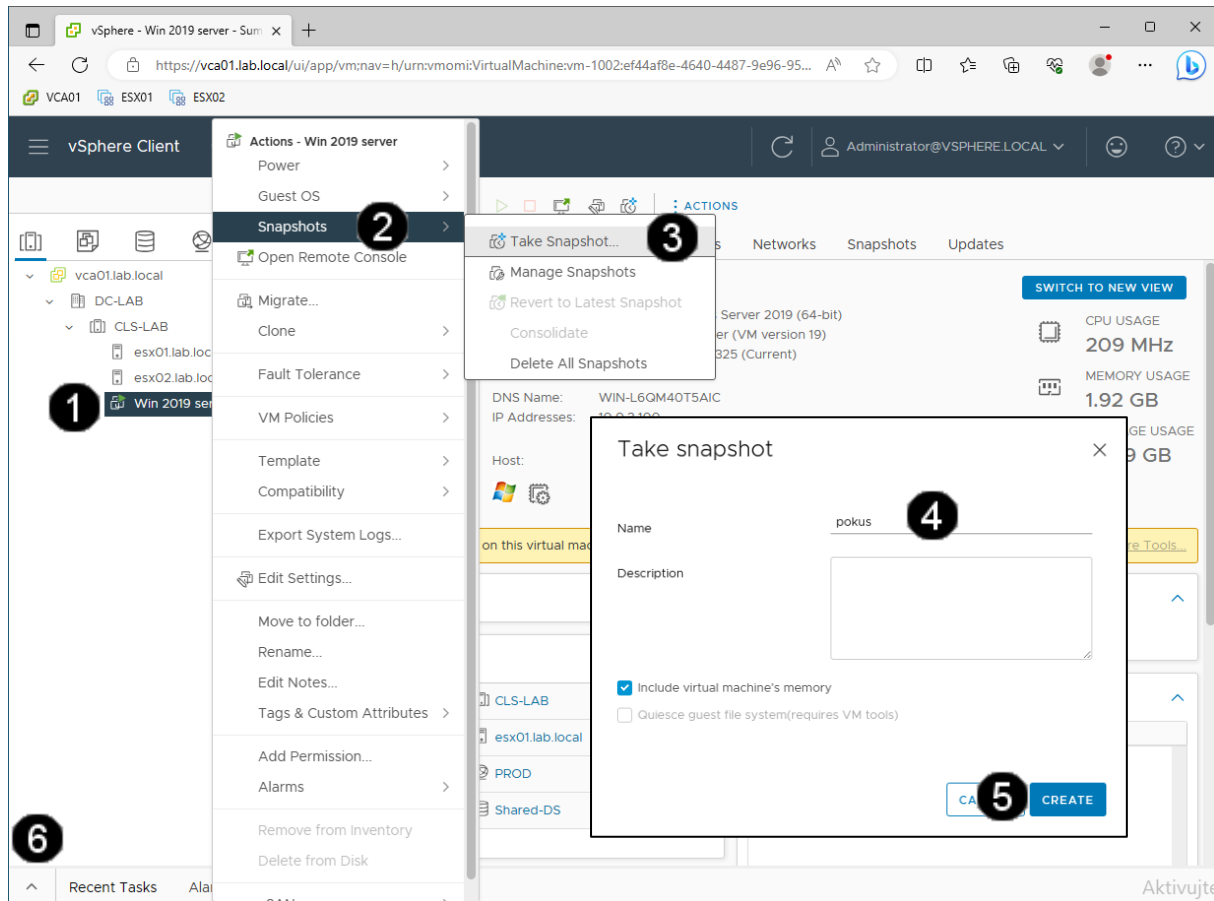 vSphere - Win 2019 server - Sum
https://vca01.lab.local/ui/app/vm;nav=h/urn:vmomi:VirtualMachine:vm-1002:ef44af8e-4640-4487-9e96-95...
VCA01 ESX01 ESX02
vSphere Client
Administrator@VSPHERE.LOCAL
ACTIONS
Networks Snapshots Updates
vca01.lab.local
DC-LAB
CLS-LAB
esx01.lab.loc
esx02.lab.loc
1 Win 2019 ser
Actions - Win 2019 server
Power
Guest OS
Snapshots 2
Open Remote Console
Migrate...
Clone
Fault Tolerance
VM Policies
Template
Compatibility
Export System Logs...
Edit Settings...
Move to folder...
Rename...
Edit Notes...
Tags & Custom Attributes
Add Permission...
Alarms
Remove from Inventory
Delete from Disk
Take Snapshot... 3
Manage Snapshots
Revert to Latest Snapshot
Consolidate
Delete All Snapshots
SWITCH TO NEW VIEW
Server 2019 (64-bit)
er (VM version 19)
325 (Current)
DNS Name: WIN-L6QM40T5AIC
IP Addresses:
Host:
CPU USAGE
209 MHz
MEMORY USAGE
1.92 GB
GE USAGE
9 GB
on this virtual mac
re Tools...
CLS-LAB
esx01.lab.local
PROD
Shared-DS
Take snapshot
Name pokus 4
Description
Include virtual machine's memory
Quiesce guest file system(requires VM tools)
CA 5 CREATE
6
Recent Tasks Alar
Aktivujte